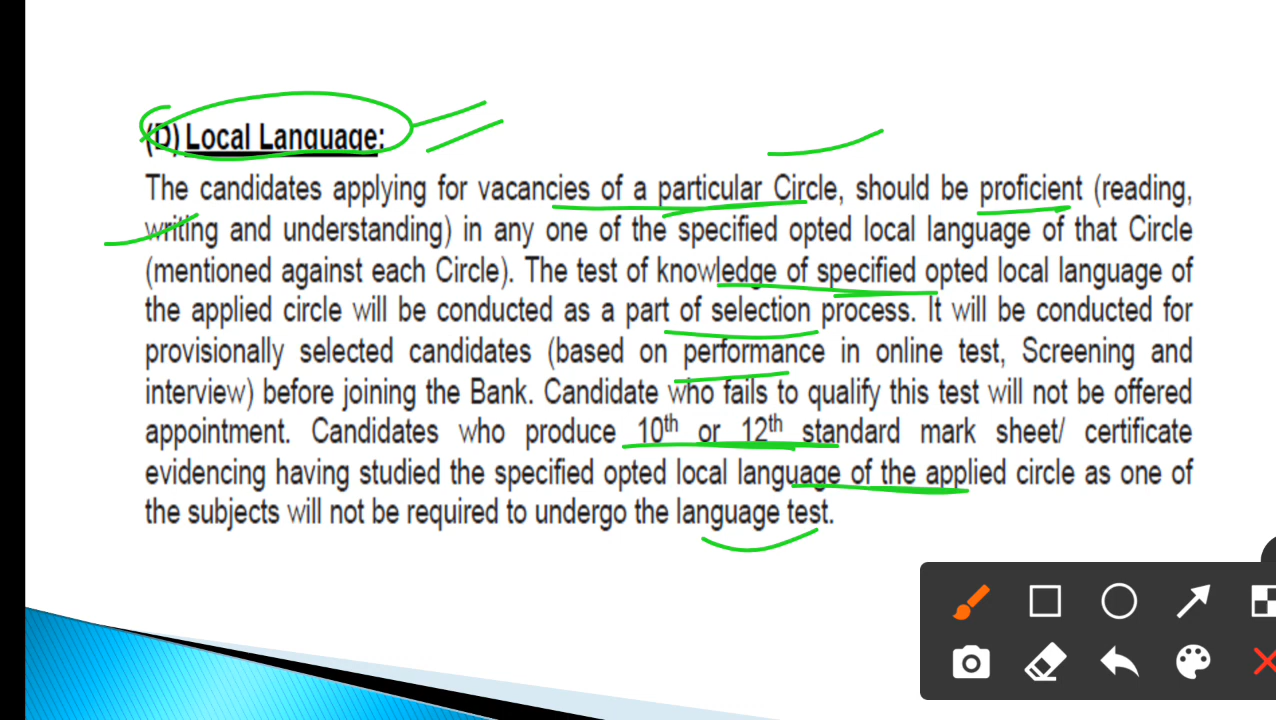 (D) Local Language:
The candidates applying for vacancies of a particular Circle, should be proficient (reading,
writing and understanding) in any one of the specified opted local language of that Circle
(mentioned against each Circle). The test of knowledge of specified opted local language of
the applied circle will be conducted as a part of selection process. It will be conducted for
provisionally selected candidates (based on performance in online test, Screening and
interview) before joining the Bank. Candidate who fails to qualify this test will not be offered
appointment. Candidates who produce 10th or 12th standard mark sheet/ certificate
evidencing having studied the specified opted local language of the applied circle as one of
the subjects will not be required to undergo the language test.